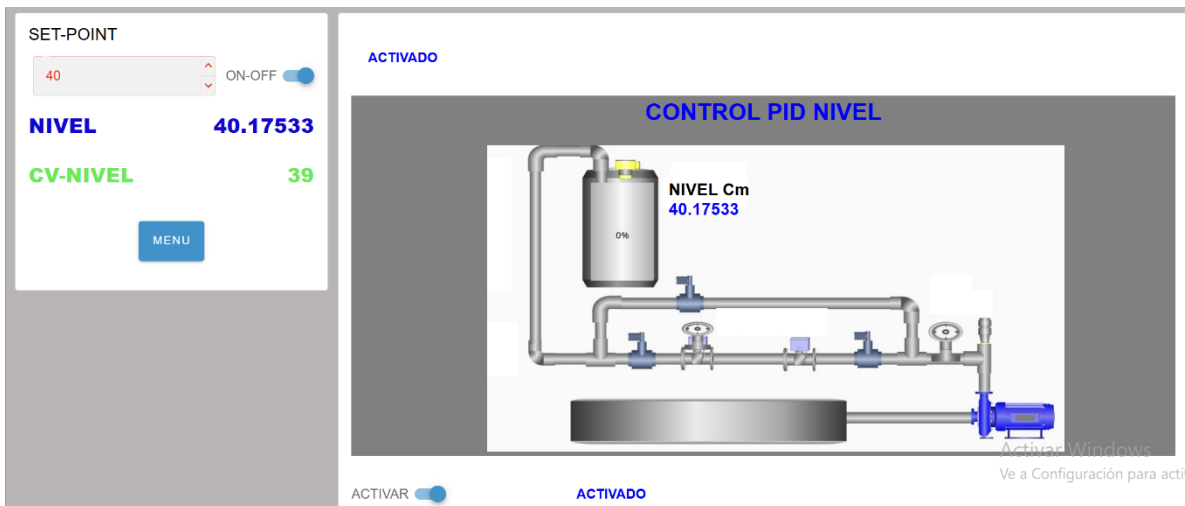 SET-POINT
40
ON-OFF
NIVEL 40.17533
CV-NIVEL 39
MENU
ACTIVADO
CONTROL PID NIVEL
NIVEL Cm
40.17533
0%
Activar Windows
Ve a Configuración para acti
ACTIVAR
ACTIVADO